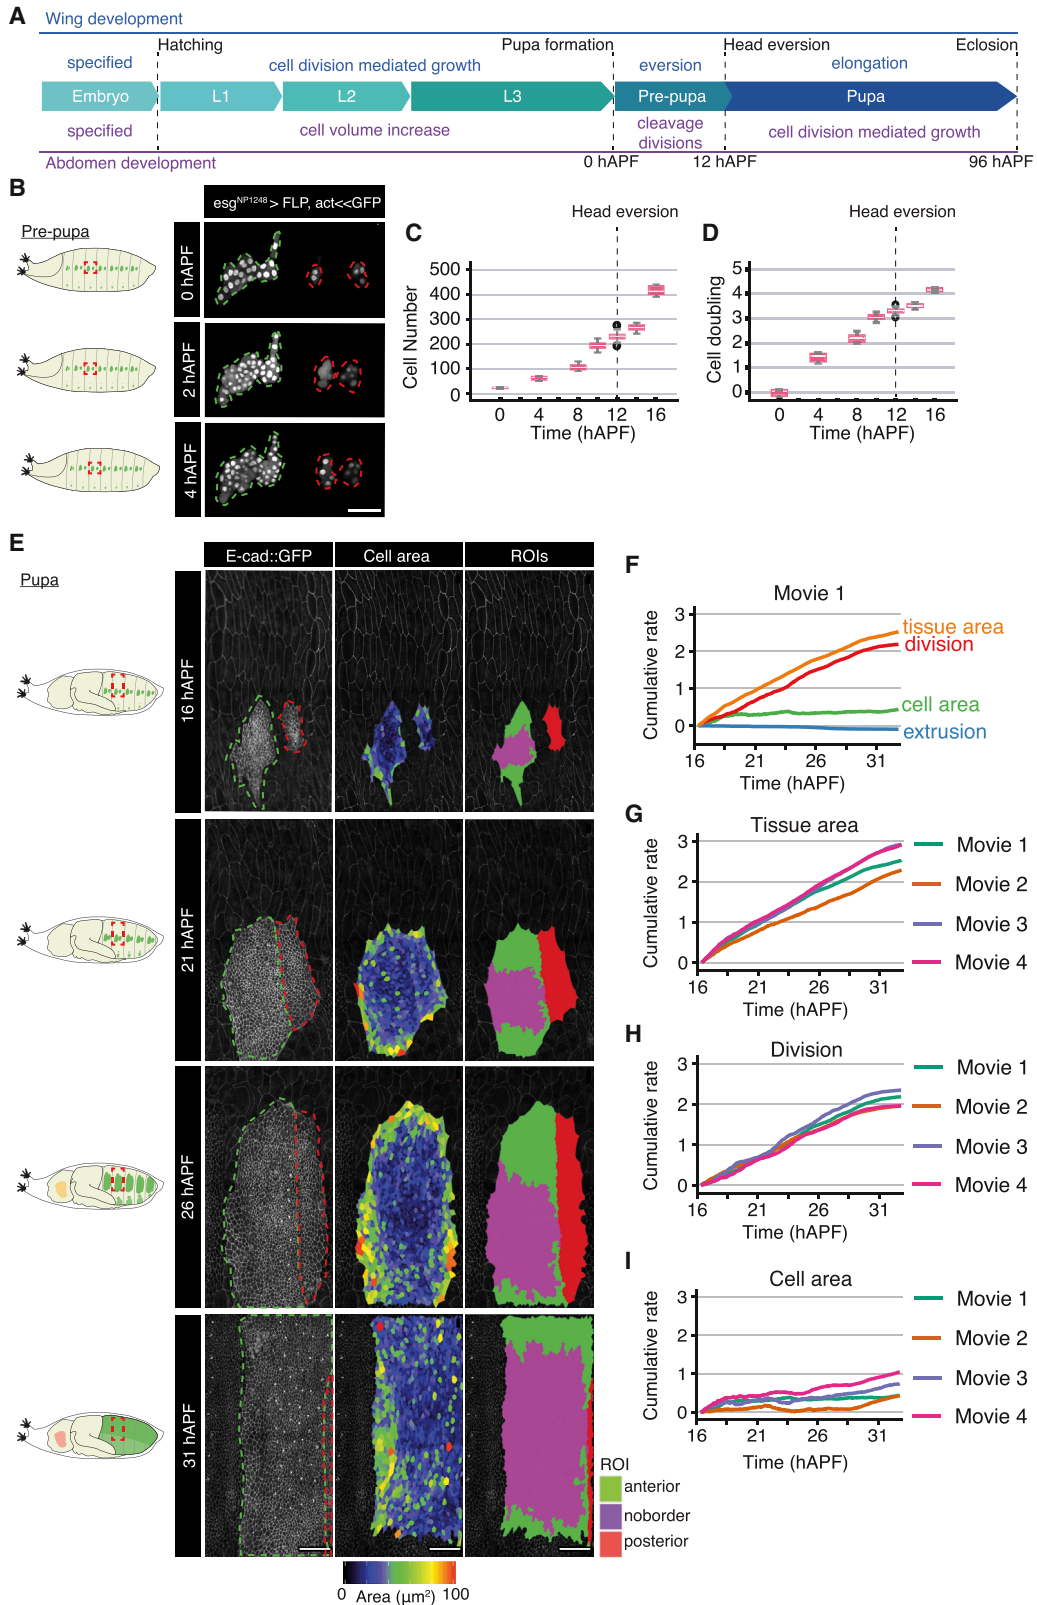 A
Wing development
Hatching
Pupa formation
Head eversion
Eclosion
specified
cell division mediated growth
eversion
elongation
Embryo
L1
L2
L3
Pre-pupa
Pupa
specified
cell volume increase
cleavage
divisions
cell division mediated growth
Abdomen development
0 hAPF
12 hAPF
96 hAPF
B
esgNP1248> FLP, act<<GFP
Pre-pupa
0 hAPF
2 hAPF
4 hAPF
C
Head eversion
Cell Number
500
400
300
200
100
0
0 4 8 12 16
Time (hAPF)
D
Head eversion
Cell doubling
5
4
3
2
1
0
0 4 8 12 16
Time (hAPF)
E
E-cad::GFP
Cell area
ROIs
Pupa
16 hAPF
21 hAPF
26 hAPF
31 hAPF
0
Area (µm2)
100
ROI
anterior
noborder
posterior
F
Movie 1
Cumulative rate
3
2
1
0
tissue area
division
cell area
extrusion
16 21 26 31
Time (hAPF)
G
Tissue area
Cumulative rate
3
2
1
0
Movie 1
Movie 2
Movie 3
Movie 4
16 21 26 31
Time (hAPF)
H
Division
Cumulative rate
3
2
1
0
Movie 1
Movie 2
Movie 3
Movie 4
16 21 26 31
Time (hAPF)
I
Cell area
Cumulative rate
3
2
1
0
Movie 1
Movie 2
Movie 3
Movie 4
16 21 26 31
Time (hAPF)